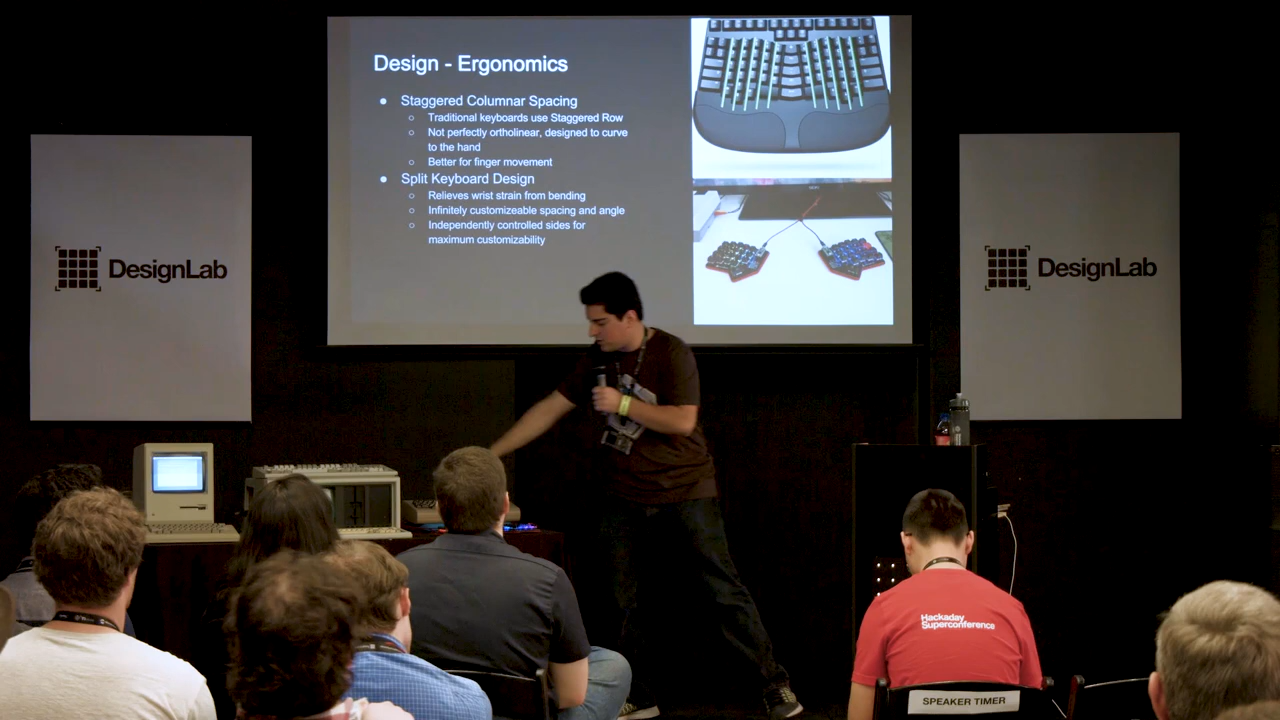 Design - Ergonomics
● Staggered Columnar Spacing
○ Traditional keyboards use Staggered Row
○ Not perfectly ortholinear, designed to curve
to the hand
○ Better for finger movement
● Split Keyboard Design
○ Relieves wrist strain from bending
○ Infinitely customizeable spacing and angle
○ Independently controlled sides for
maximum customizability
DesignLab
DesignLab
Hackaday
Superconference
SPEAKER TIMER